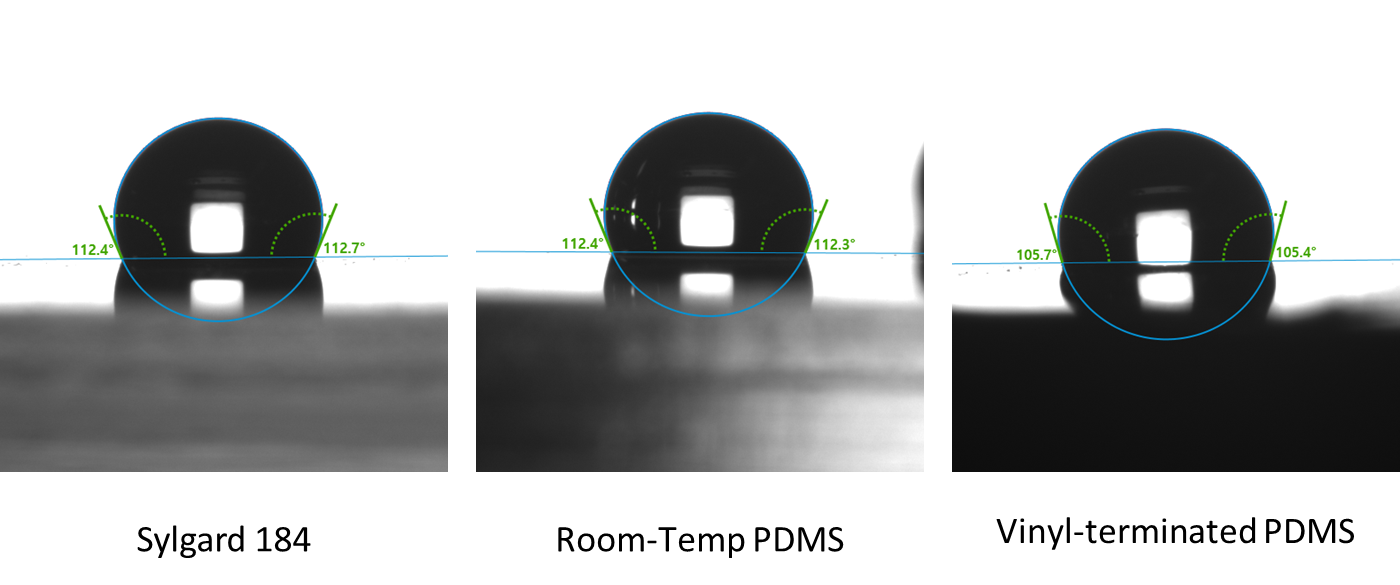 112.4°
112.7°
112.4°
112.3°
105.7°
105.4°
Sylgard 184
Room-Temp PDMS
Vinyl-terminated PDMS